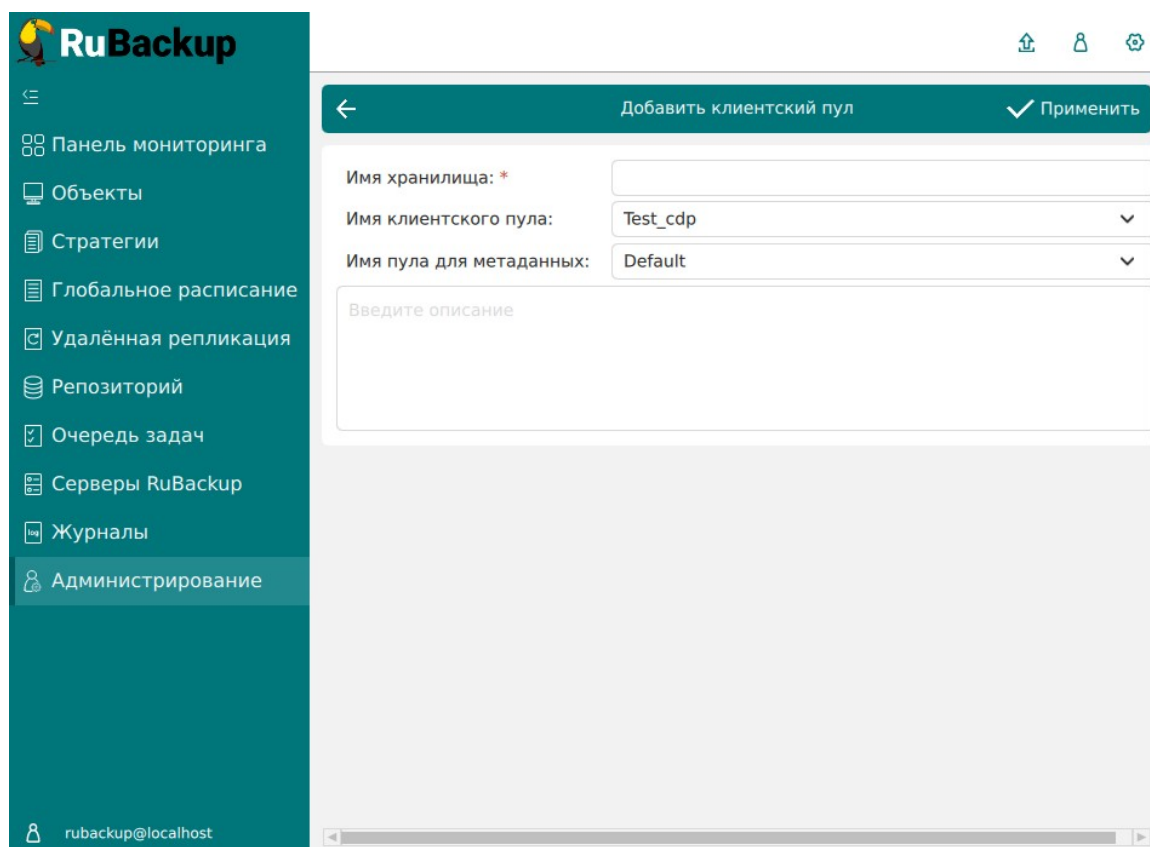 RuBackup
Панель мониторинга
Объекты
Стратегии
Глобальное расписание
Удалённая репликация
Репозиторий
Очередь задач
Серверы RuBackup
log Журналы
Администрирование
rubackup@localhost
Добавить клиентский пул
Применить
Имя хранилища: *
Имя клиентского пула: Test_cdp
Имя пула для метаданных: Default
Введите описание